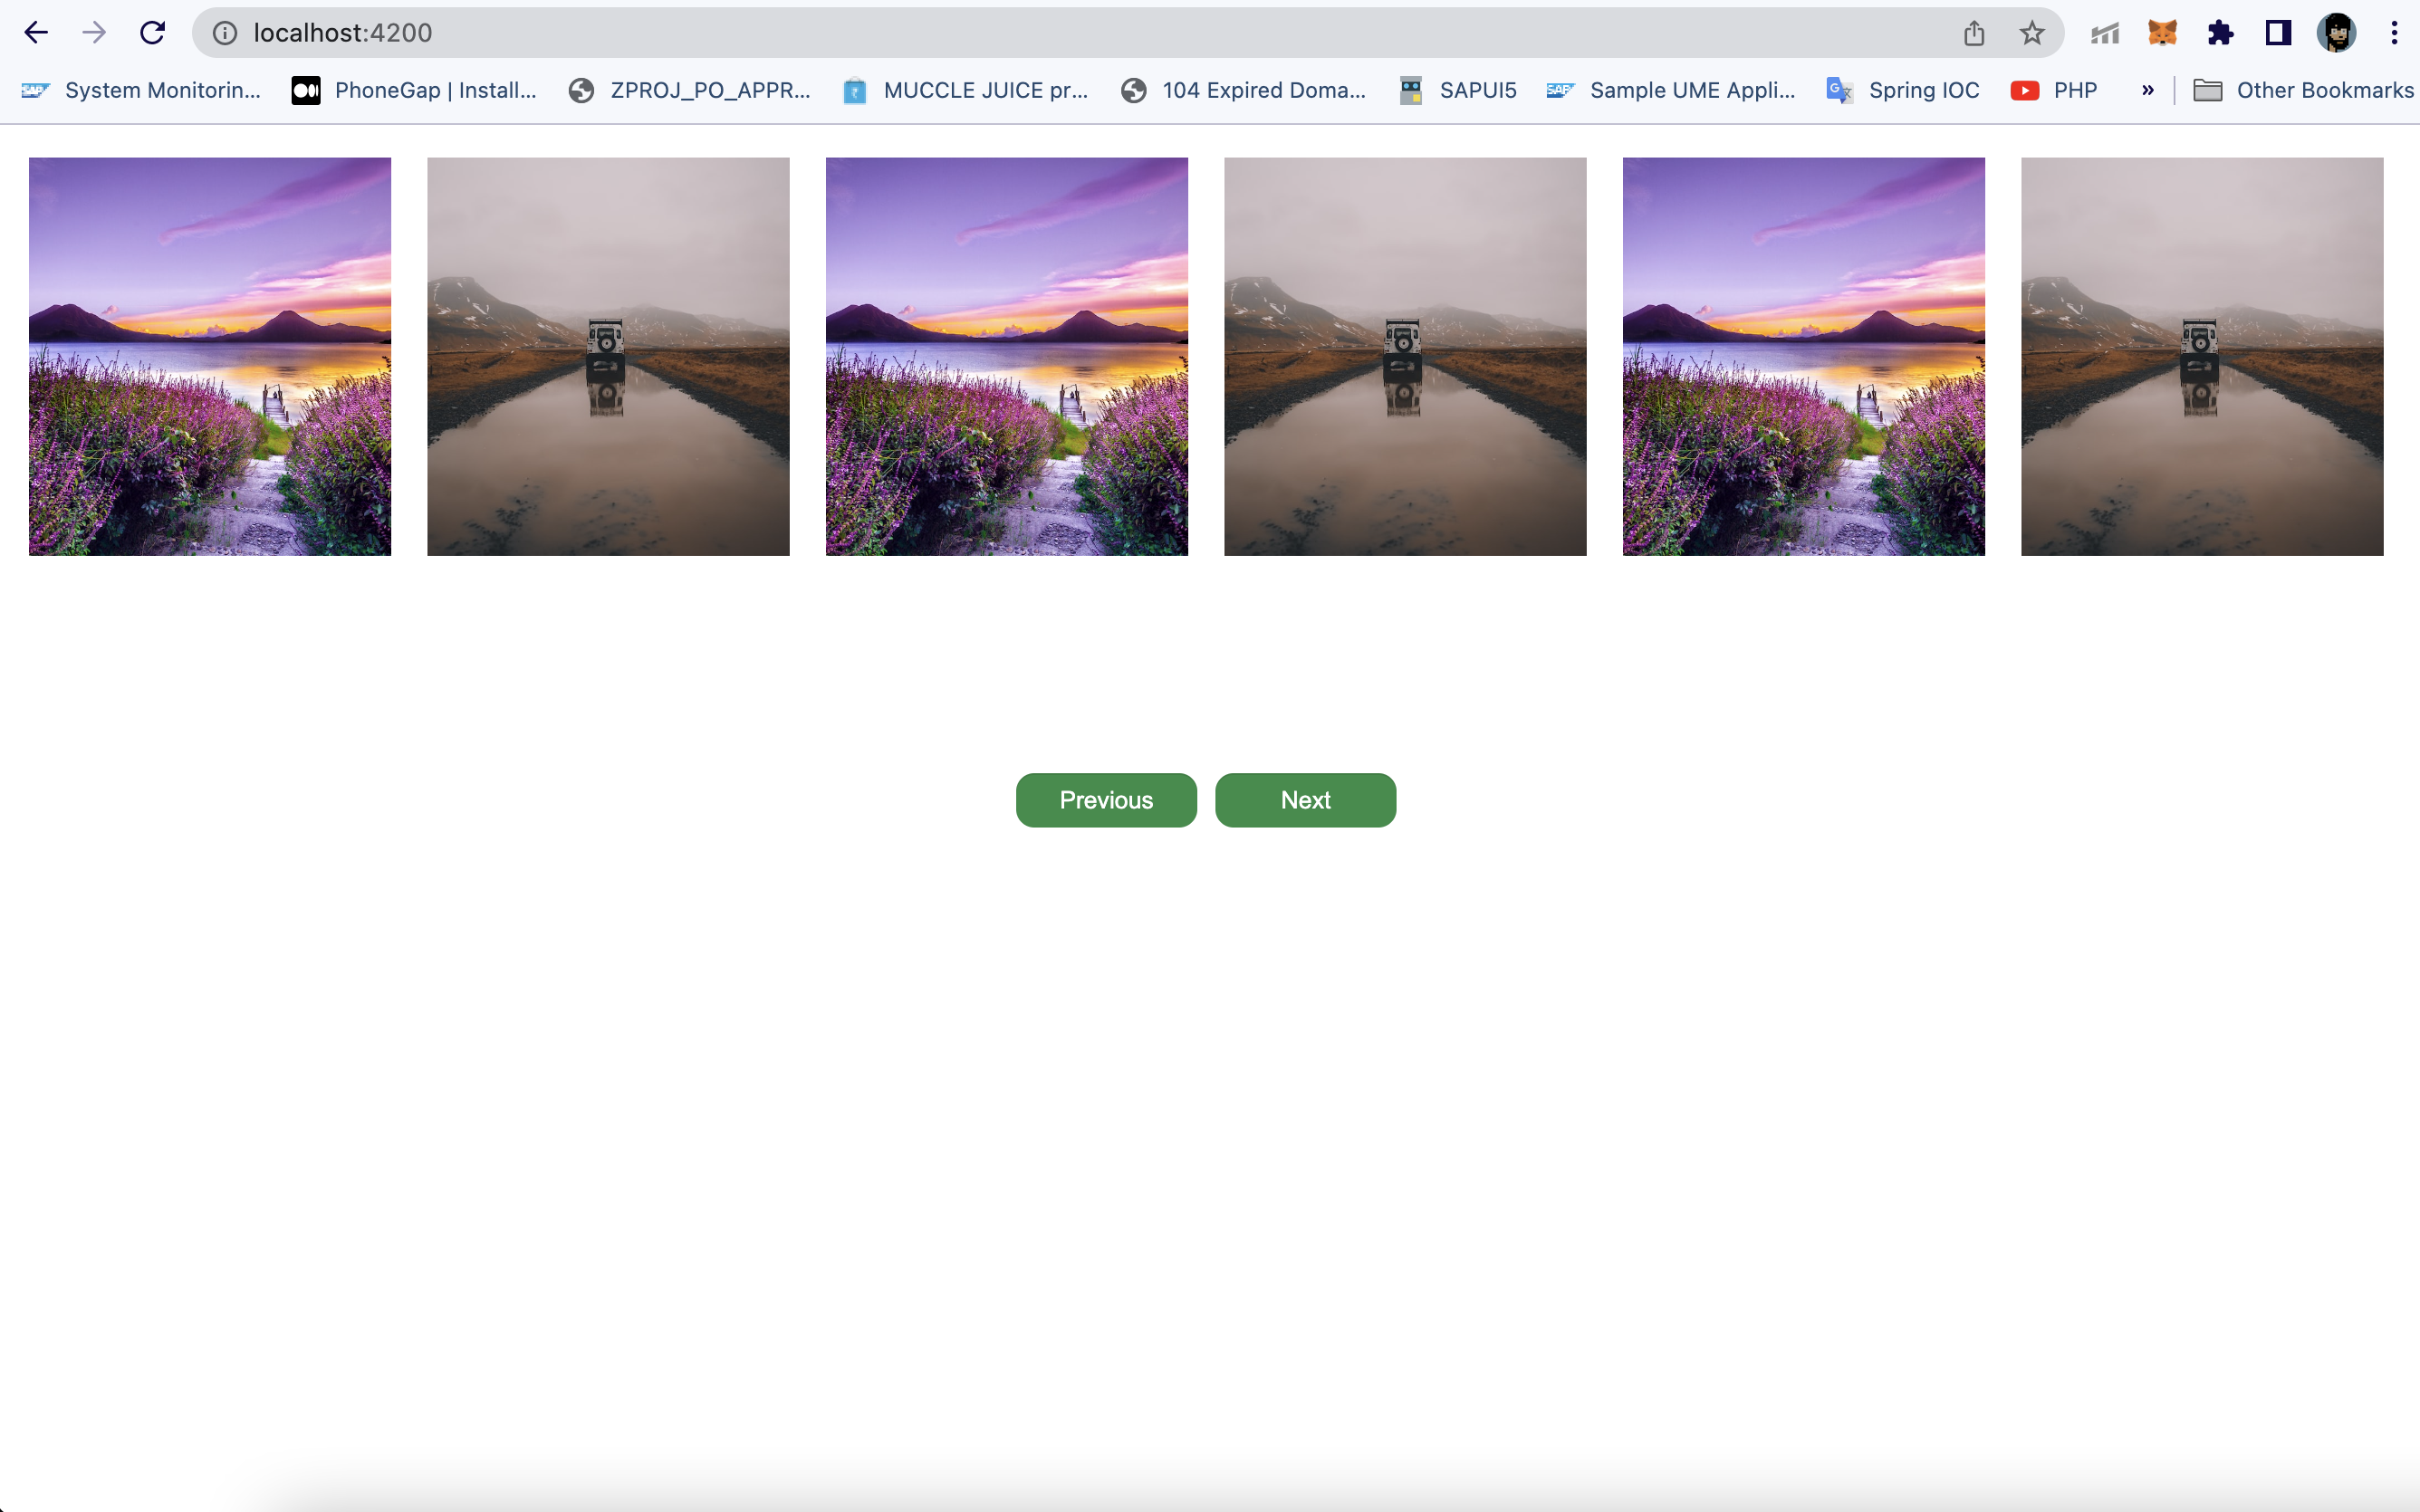 localhost:4200
System Monitorin... PhoneGap | Install... ZPROJ_PO_APPR... MUCCLE JUICE pr... 104 Expired Doma... SAPUI5 Sample UME Appli... Spring IOC PHP » Other Bookmarks
Previous Next